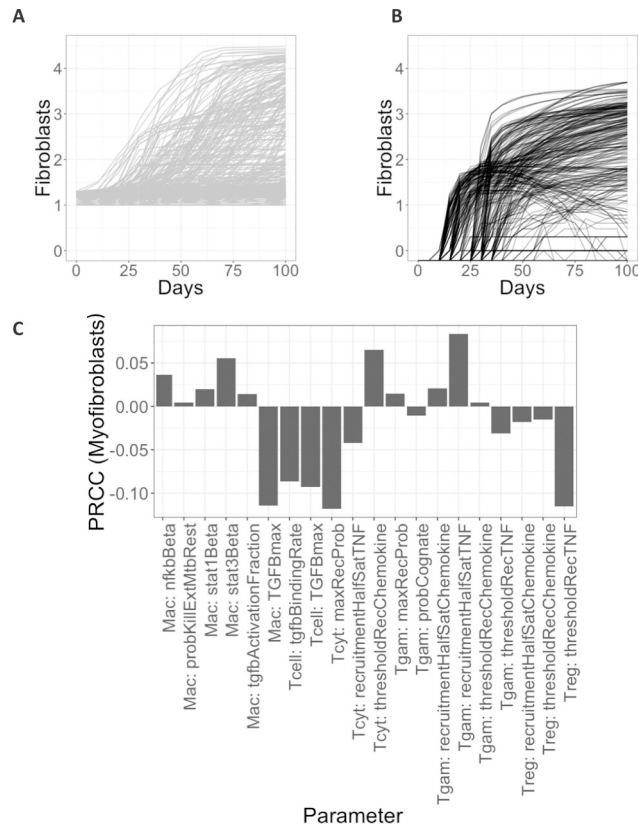 A
B
Fibroblasts
4
3
2
1
0
0
25
50
75
100
Days
Fibroblasts
4
3
2
1
0
0
25
50
75
100
Days
C
PRCC (Myofibroblasts)
0.05
0.00
-0.05
-0.10
Mac: nfkbBeta
Mac: probKillExtMtbRest
Mac: stat1Beta
Mac: stat3Beta
Mac: tgfbActivationFraction
Mac: TGFBmax
Tcell: tgfbBindingRate
Tcell: TGFBmax
Tcyt: maxRecProb
Tcyt: recruitmentHalfSatTNF
Tcyt: thresholdRecChemokine
Tgam: maxRecProb
Tgam: probCognate
Tgam: recruitmentHalfSatChemokine
Tgam: recruitmentHalfSatTNF
Tgam: thresholdRecChemokine
Tgam: thresholdRecTNF
Treg: recruitmentHalfSatChemokine
Treg: thresholdRecChemokine
Treg: thresholdRecTNF
Parameter